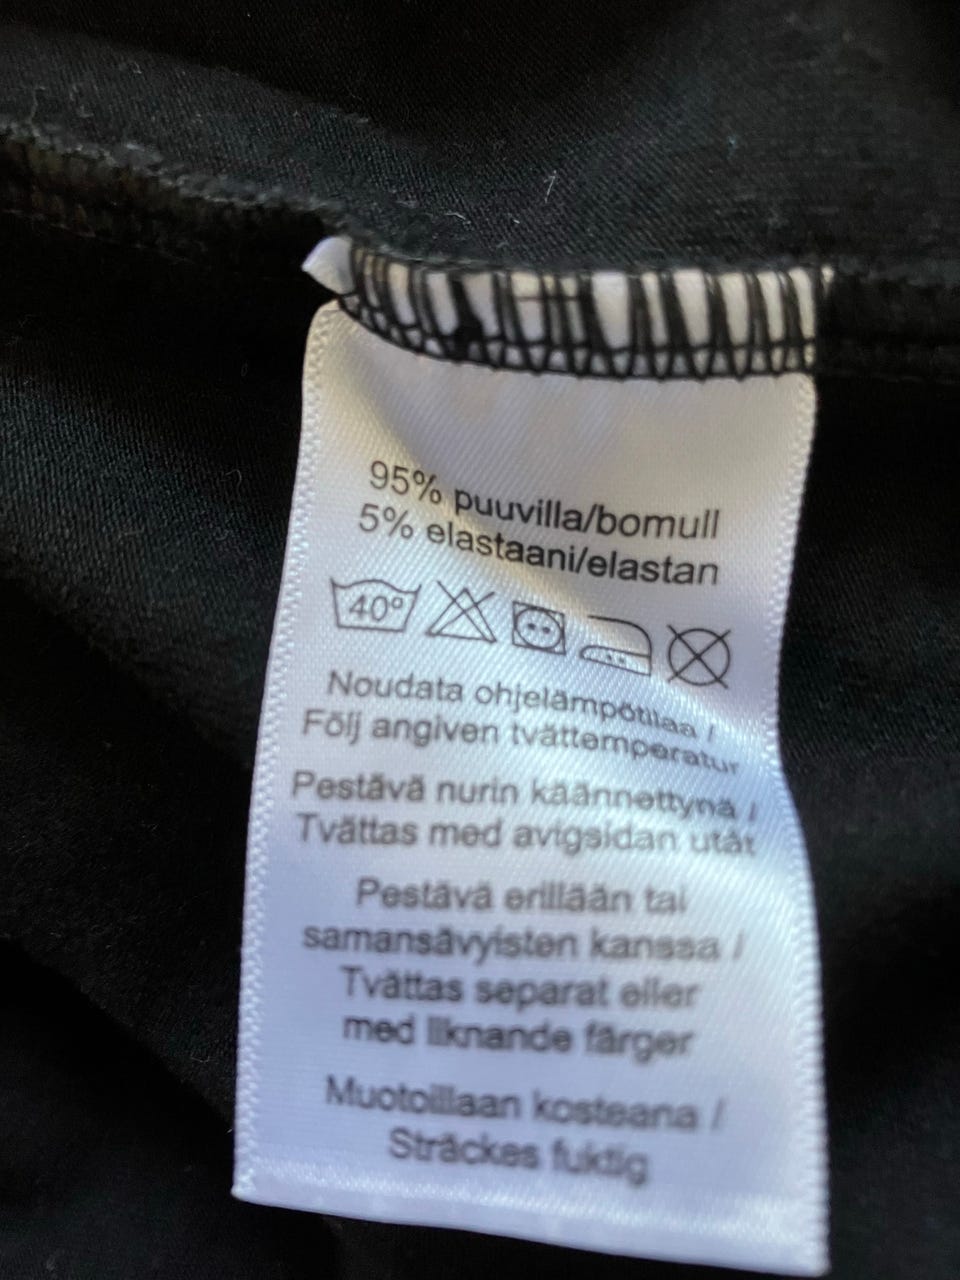 95% puuvilla/bomull
5% elastaani/elastan
40º
Noudata ohjelämpötilaa /
Följ angiven tvättemperatur
Pestävä nurin käännettynä /
Tvättas med avigsidan utåt
Pestävä erillään tai
samansävyisten kanssa /
Tvättas separat eller
med liknande färger
Muotoillaan kosteana /
Sträckes fuktig